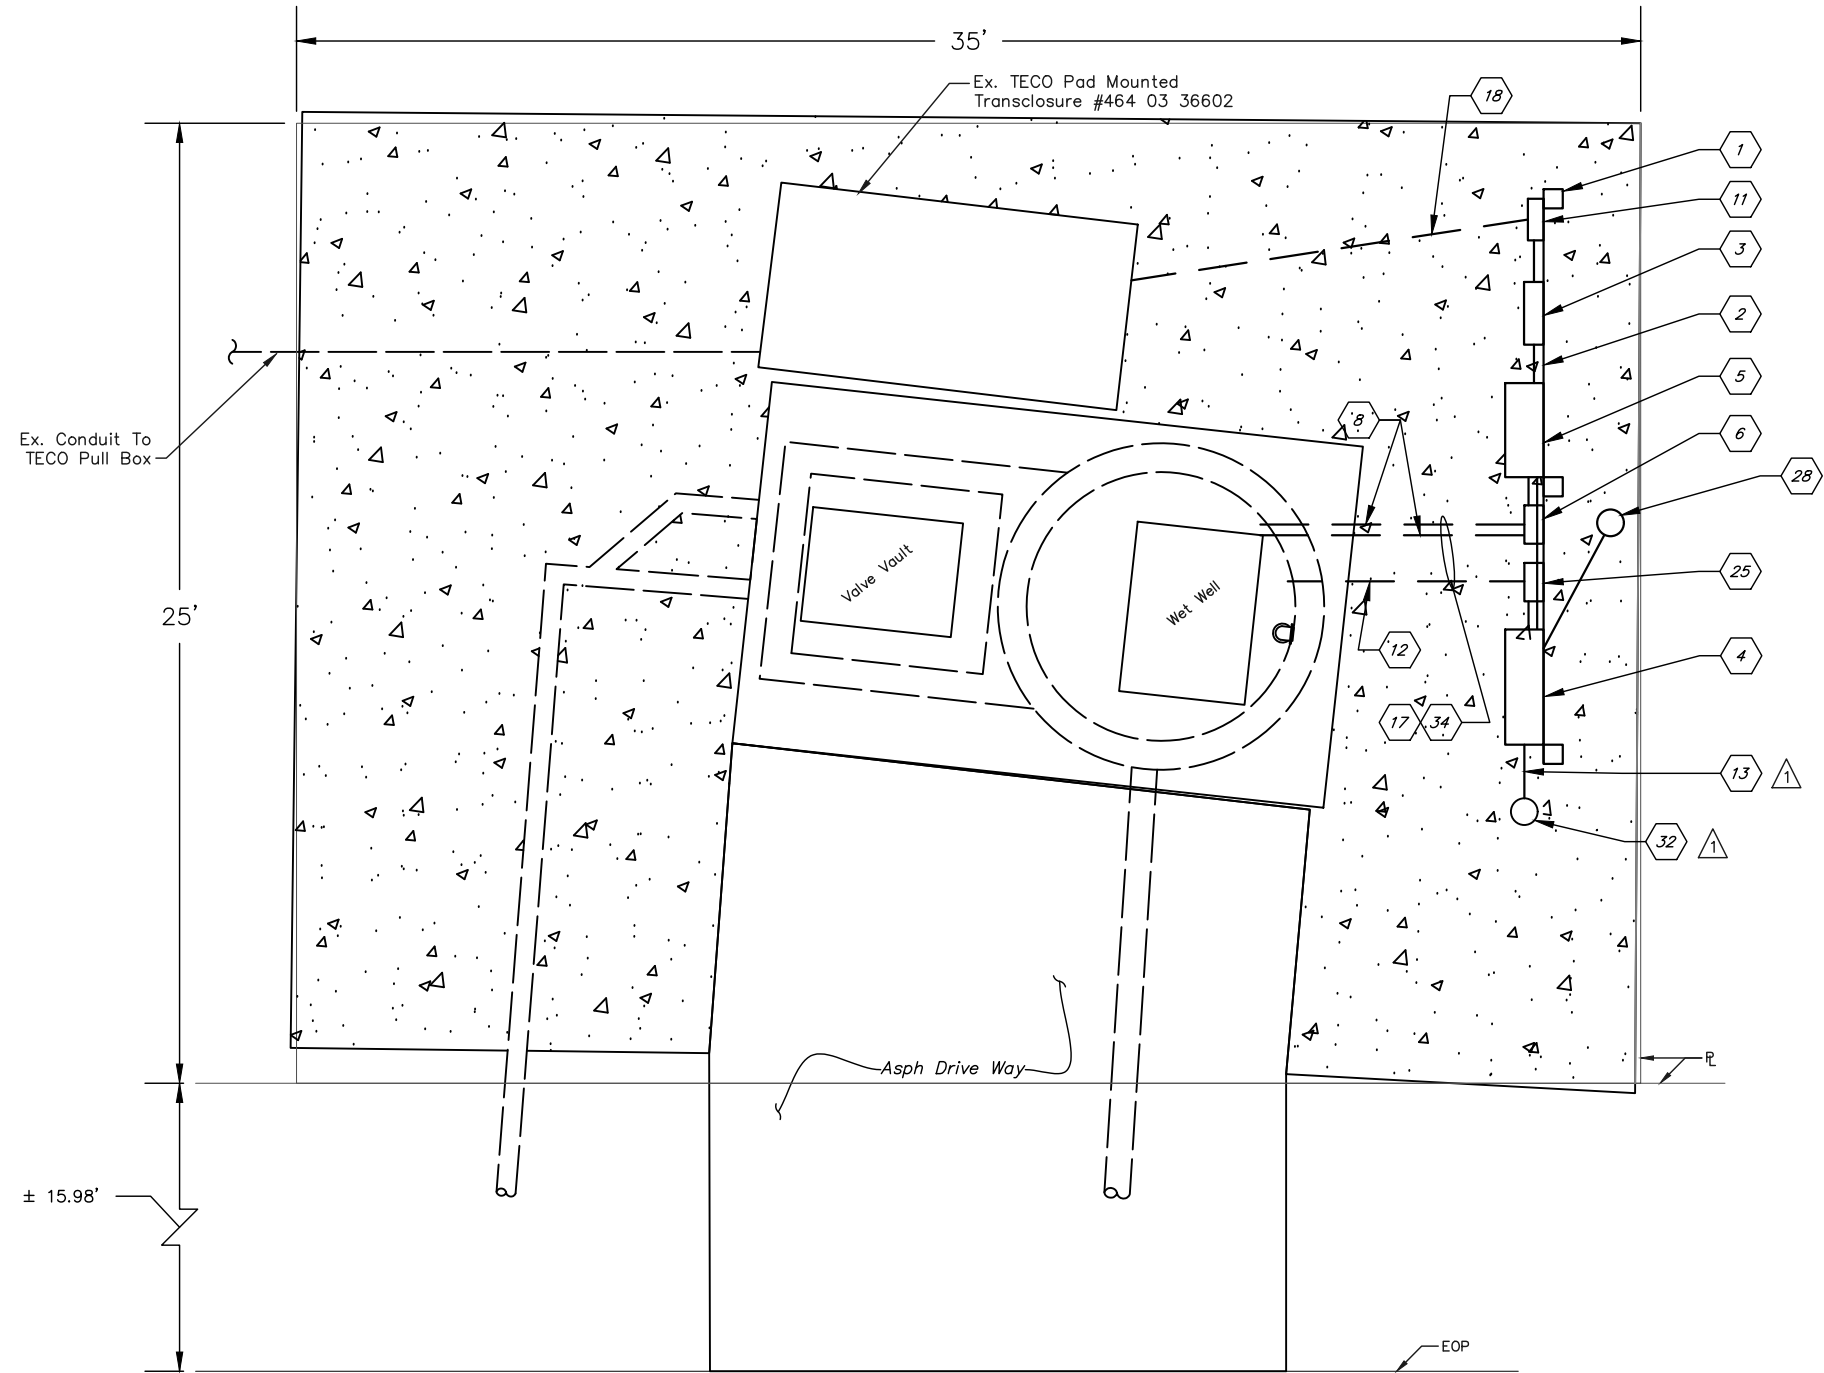 35'
Ex. TECO Pad Mounted
Transclosure #464 03 36602
18
1
11
3
2
5
6
28
8
Ex. Conduit To
TECO Pull Box
25'
Valve Vault
Wet Well
25
12
4
17
34
13
1
32
1
PL
Asph Drive Way
± 15.98'
EOP